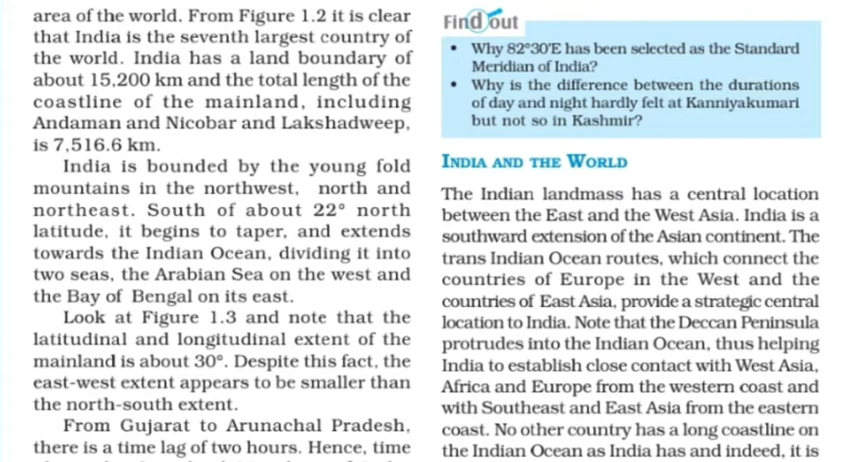 area of the world. From Figure 1.2 it is clear
that India is the seventh largest country of
the world. India has a land boundary of
about 15,200 km and the total length of the
coastline of the mainland, including
Andaman and Nicobar and Lakshadweep,
is 7,516.6 km.
India is bounded by the young fold
mountains in the northwest, north and
northeast. South of about 22° north
latitude, it begins to taper, and extends
towards the Indian Ocean, dividing it into
two seas, the Arabian Sea on the west and
the Bay of Bengal on its east.
Look at Figure 1.3 and note that the
latitudinal and longitudinal extent of the
mainland is about 30°. Despite this fact, the
east-west extent appears to be smaller than
the north-south extent.
From Gujarat to Arunachal Pradesh,
there is a time lag of two hours. Hence, time
Find out
• Why 82°30'E has been selected as the Standard
Meridian of India?
• Why is the difference between the durations
of day and night hardly felt at Kanniyakumari
but not so in Kashmir?
INDIA AND THE WORLD
The Indian landmass has a central location
between the East and the West Asia. India is a
southward extension of the Asian continent. The
trans Indian Ocean routes, which connect the
countries of Europe in the West and the
countries of East Asia, provide a strategic central
location to India. Note that the Deccan Peninsula
protrudes into the Indian Ocean, thus helping
India to establish close contact with West Asia,
Africa and Europe from the western coast and
with Southeast and East Asia from the eastern
coast. No other country has a long coastline on
the Indian Ocean as India has and indeed, it is